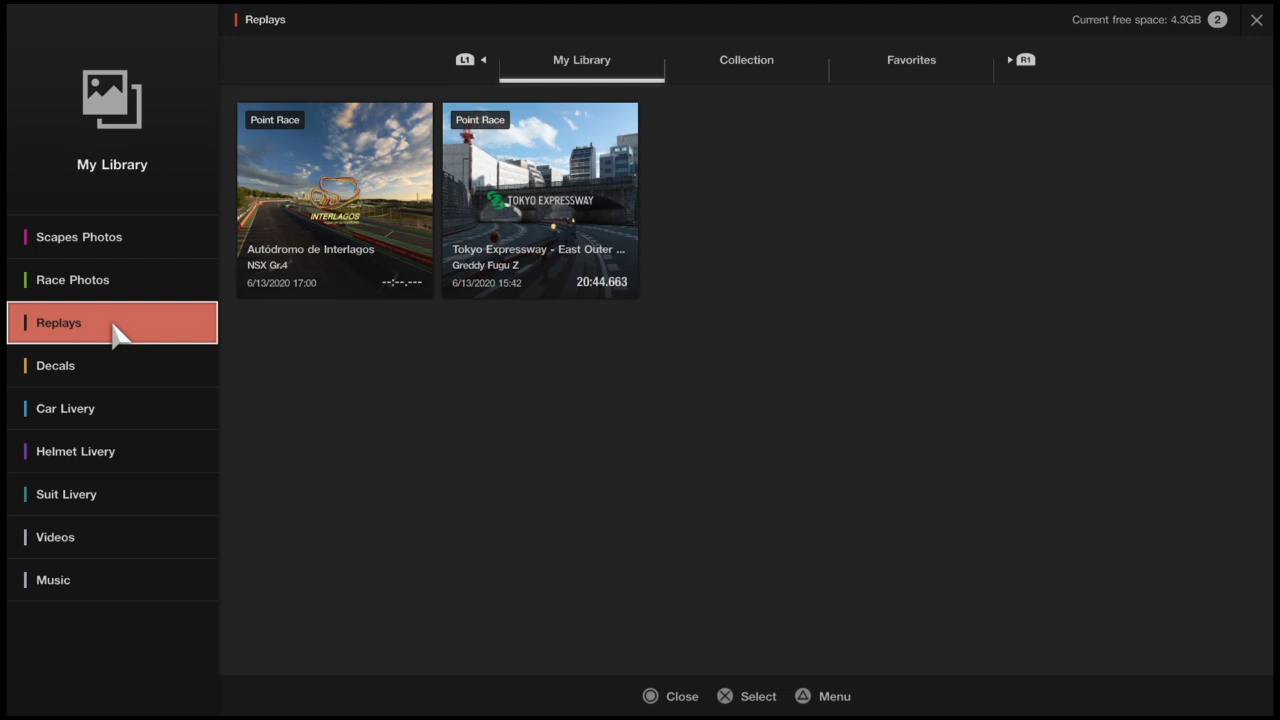 Replays
Current free space: 4.3GB 2
My Library
L1 My Library Collection Favorites R1
Scapes Photos
Race Photos
Replays
Decals
Car Livery
Helmet Livery
Suit Livery
Videos
Music
Point Race
INTERLAGOS
Autódromo de Interlagos
NSX Gr.4
6/13/2020 17:00 --:--.---
Point Race
TOKYO EXPRESSWAY
Tokyo Expressway - East Outer ...
Greddy Fugu Z
6/13/2020 15:42 20:44.663
Close Select Menu